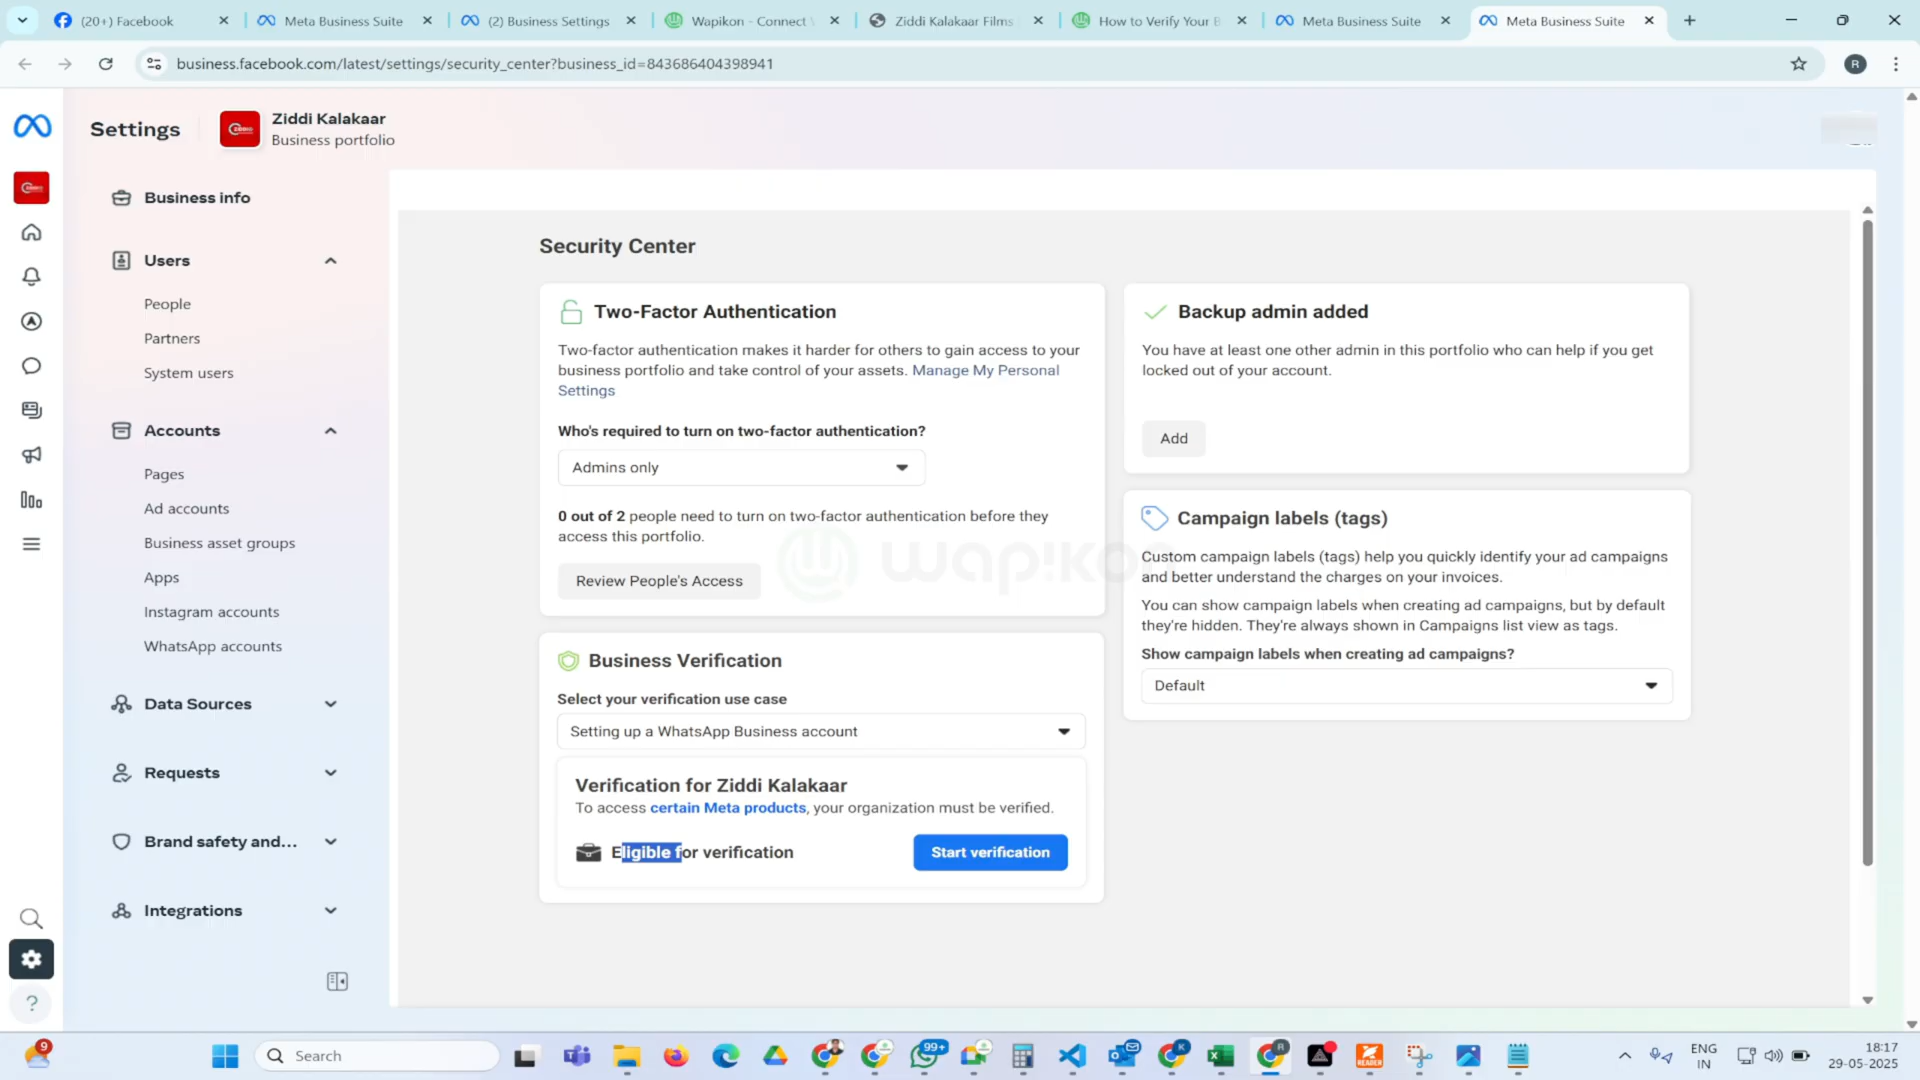 (20+) Facebook
Meta Business Suite
(2) Business Settings
Wapikon - Connect
Ziddi Kalakaar Films
How to Verify Your B
Meta Business Suite
Meta Business Suite
business.facebook.com/latest/settings/security_center?business_id=843686404398941
R
Settings
Ziddi Kalakaar
Business portfolio
Business info
Users
People
Partners
System users
Accounts
Pages
Ad accounts
Business asset groups
Apps
Instagram accounts
WhatsApp accounts
Data Sources
Requests
Brand safety and...
Integrations
Security Center
Two-Factor Authentication
Two-factor authentication makes it harder for others to gain access to your
business portfolio and take control of your assets. Manage My Personal
Settings
Who's required to turn on two-factor authentication?
Admins only
0 out of 2 people need to turn on two-factor authentication before they
access this portfolio.
Review People's Access
Business Verification
Select your verification use case
Setting up a WhatsApp Business account
Verification for Ziddi Kalakaar
To access certain Meta products, your organization must be verified.
Eligible for verification
Start verification
Backup admin added
You have at least one other admin in this portfolio who can help if you get
locked out of your account.
Add
Campaign labels (tags)
Custom campaign labels (tags) help you quickly identify your ad campaigns
and better understand the charges on your invoices.
You can show campaign labels when creating ad campaigns, but by default
they're hidden. They're always shown in Campaigns list view as tags.
Show campaign labels when creating ad campaigns?
Default
wap!kon
9
Search
99+
K
R
READER
ENG
IN
18:17
29-05-2025